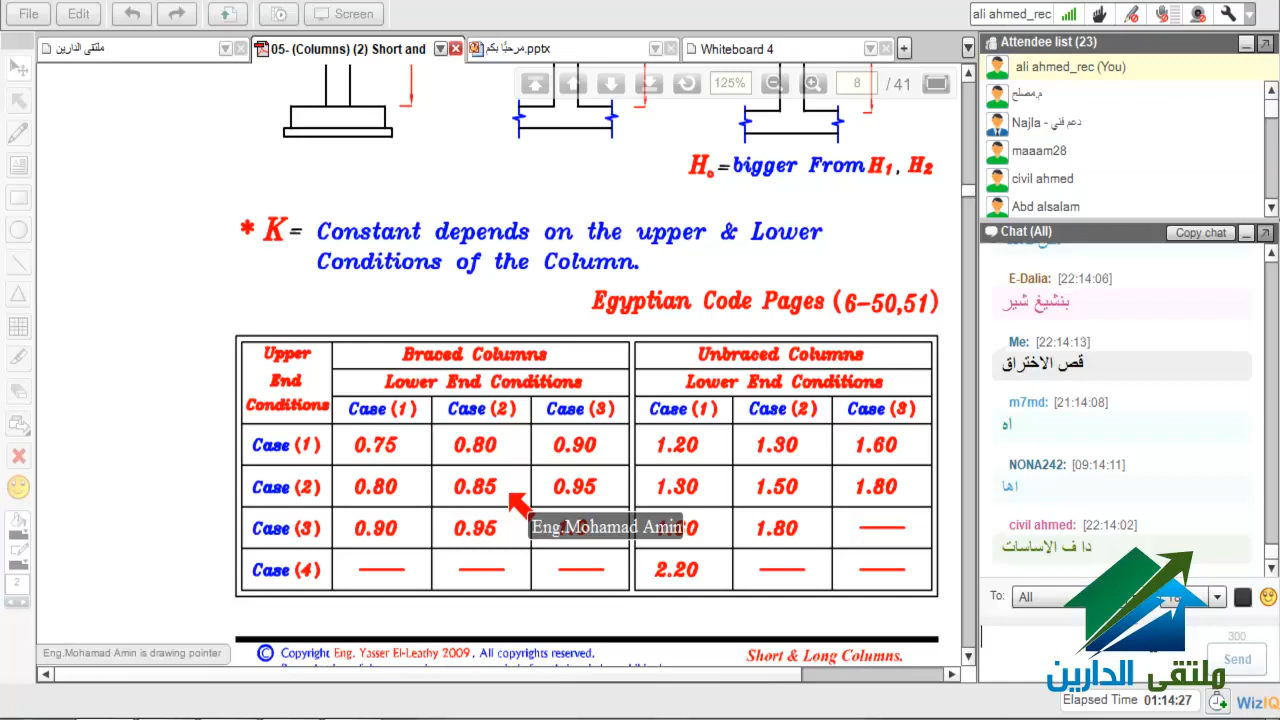 File
Edit
Screen
ali ahmed_rec
ملتقى الدارين
05- (Columns) (2) Short and
مرحبًا بكم.pptx
Whiteboard 4
125%
8
/ 41
Ho = bigger From H1 , H2
* K = Constant depends on the upper & Lower
Conditions of the Column.
Egyptian Code Pages (6-50,51)
Upper End Conditions
Braced Columns
Unbraced Columns
Lower End Conditions
Lower End Conditions
Case (1) Case (2) Case (3) Case (1) Case (2) Case (3)
Case (1) 0.75 0.80 0.90 1.20 1.30 1.60
Case (2) 0.80 0.85 0.95 1.30 1.50 1.80
Case (3) 0.90 0.95 1.80
Eng.Mohamad Amin
Case (4) 2.20
Copyright Eng. Yasser El-Leathy 2009 . All copyrights reserved.
Short & Long Columns.
Eng.Mohamad Amin is drawing pointer
2
Attendee list (23)
ali ahmed_rec (You)
م.مصلح
Najla - دعم فني
maaam28
civil ahmed
Abd alsalam
Chat (All)
Copy chat
E-Dalia: [22:14:06]
بنشيغ شير
Me: [22:14:13]
قص الاختراق
m7md: [21:14:08]
اه
NONA242: [09:14:11]
اها
civil ahmed: [22:14:02]
دا ف الاساسات
To:
All
300
Send
ملتقى الدارين
Elapsed Time 01:14:27
WizIQ